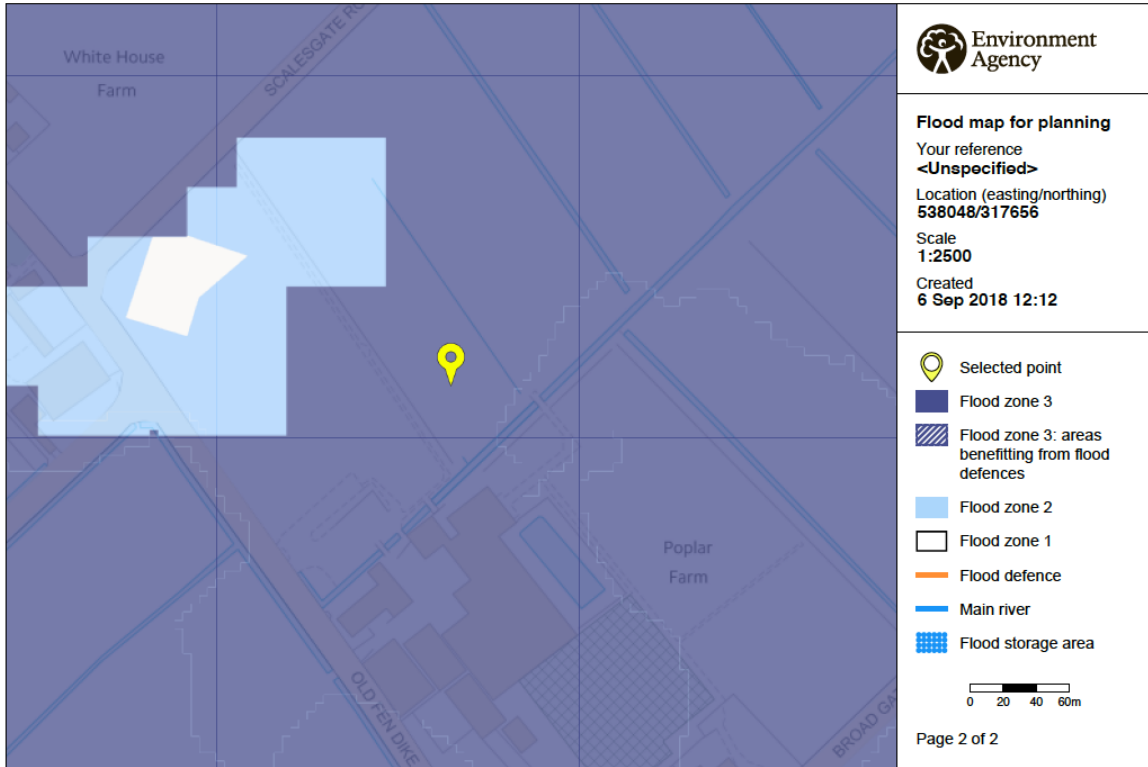 White House
Farm
SCALESGATE RO
Poplar
Farm
OLD FEN DIKE
BROAD GA
Environment
Agency
Flood map for planning
Your reference
<Unspecified>
Location (easting/northing)
538048/317656
Scale
1:2500
Created
6 Sep 2018 12:12
Selected point
Flood zone 3
Flood zone 3: areas
benefitting from flood
defences
Flood zone 2
Flood zone 1
Flood defence
Main river
Flood storage area
0 20 40 60m
Page 2 of 2